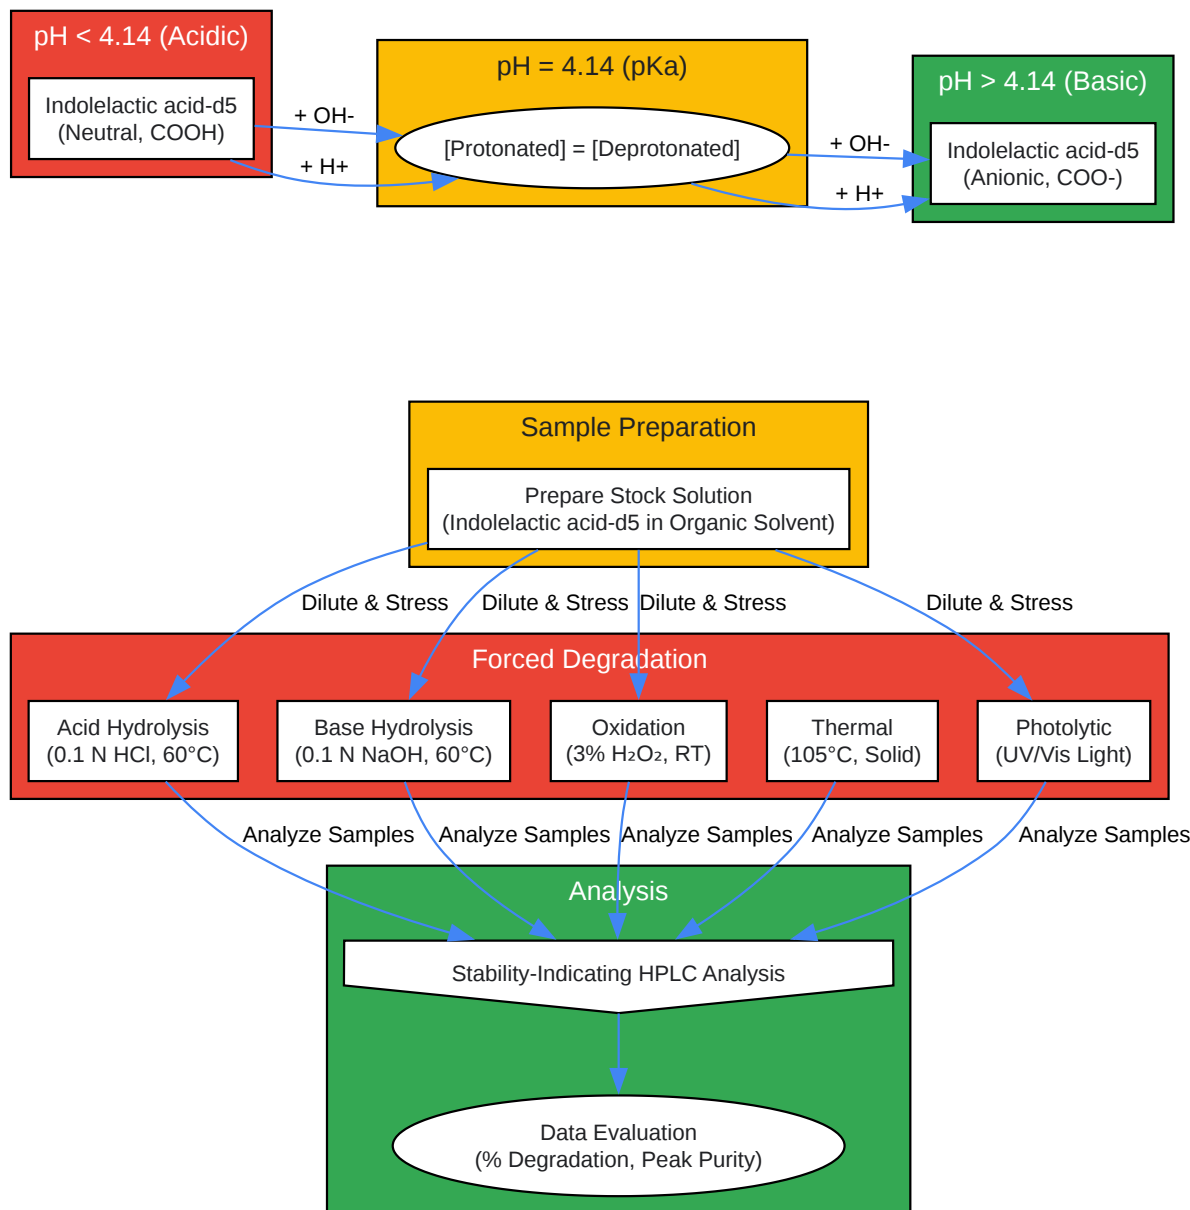 pH < 4.14 (Acidic)
Indolelactic acid-d5
(Neutral, COOH)
+ OH-
+ H+
pH = 4.14 (pKa)
[Protonated] = [Deprotonated]
+ OH-
+ H+
pH > 4.14 (Basic)
Indolelactic acid-d5
(Anionic, COO-)
Sample Preparation
Prepare Stock Solution
(Indolelactic acid-d5 in Organic Solvent)
Dilute & Stress
Dilute & Stress
Dilute & Stress
Dilute & Stress
Forced Degradation
Acid Hydrolysis
(0.1 N HCl, 60°C)
Base Hydrolysis
(0.1 N NaOH, 60°C)
Oxidation
(3% H₂O₂, RT)
Thermal
(105°C, Solid)
Photolytic
(UV/Vis Light)
Analyze Samples
Analyze Samples
Analyze Samples
Analyze Samples
Analyze Samples
Analysis
Stability-Indicating HPLC Analysis
Data Evaluation
(% Degradation, Peak Purity)